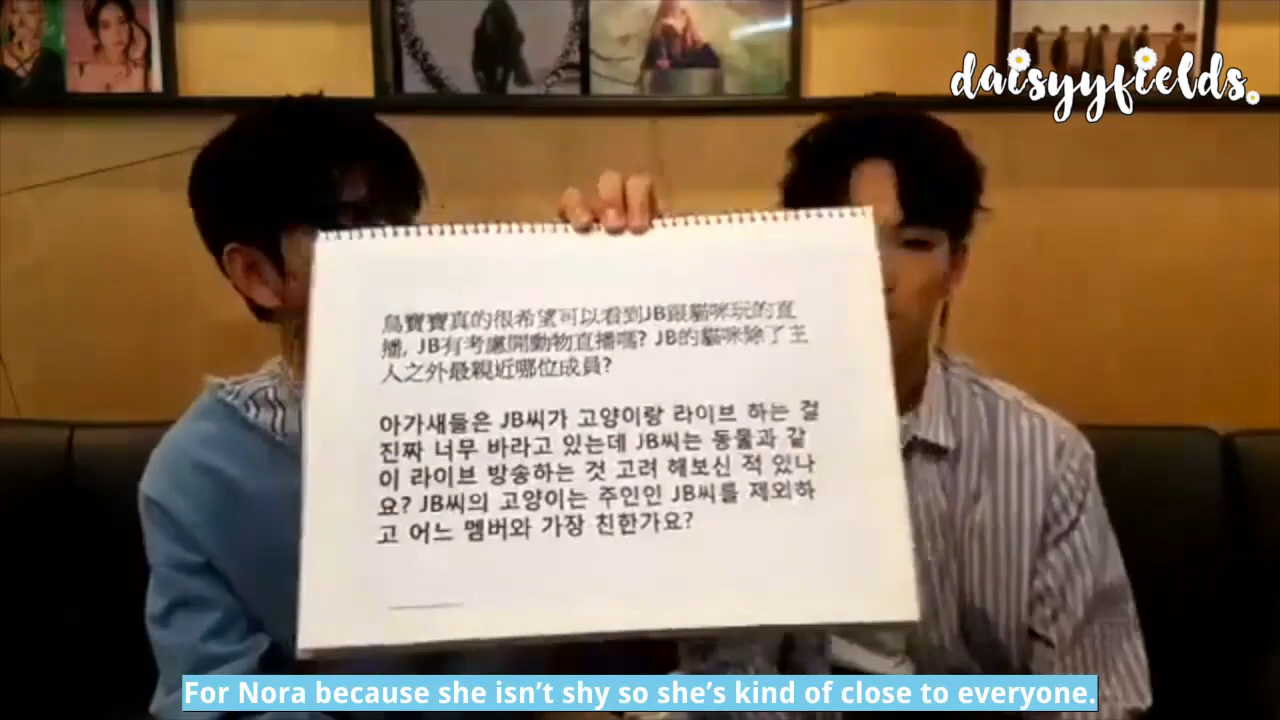 daisyyfields.
鳥寶寶真的很希望可以看到JB跟貓咪玩的直
播, JB有考慮開動物直播嗎? JB的貓咪除了主
人之外最親近哪位成員?
아가새들은 JB씨가 고양이랑 라이브 하는 걸
진짜 너무 바라고 있는데 JB씨는 동물과 같
이 라이브 방송하는 것 고려 해보신 적 있나
요? JB씨의 고양이는 주인인 JB씨를 제외하
고 어느 멤버와 가장 친한가요?
For Nora because she isn’t shy so she’s kind of close to everyone.